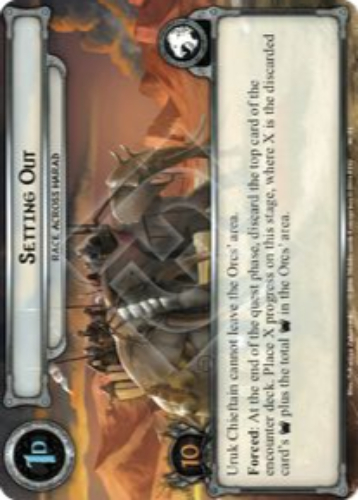 1D
SETTING OUT
RACE ACROSS HARAD
10
Uruk Chieftain cannot leave the Orcs' area.
Forced: At the end of the quest phase, discard the top card of the
encounter deck. Place X progress on this stage, where X is the discarded
card's plus the total in the Orcs' area.